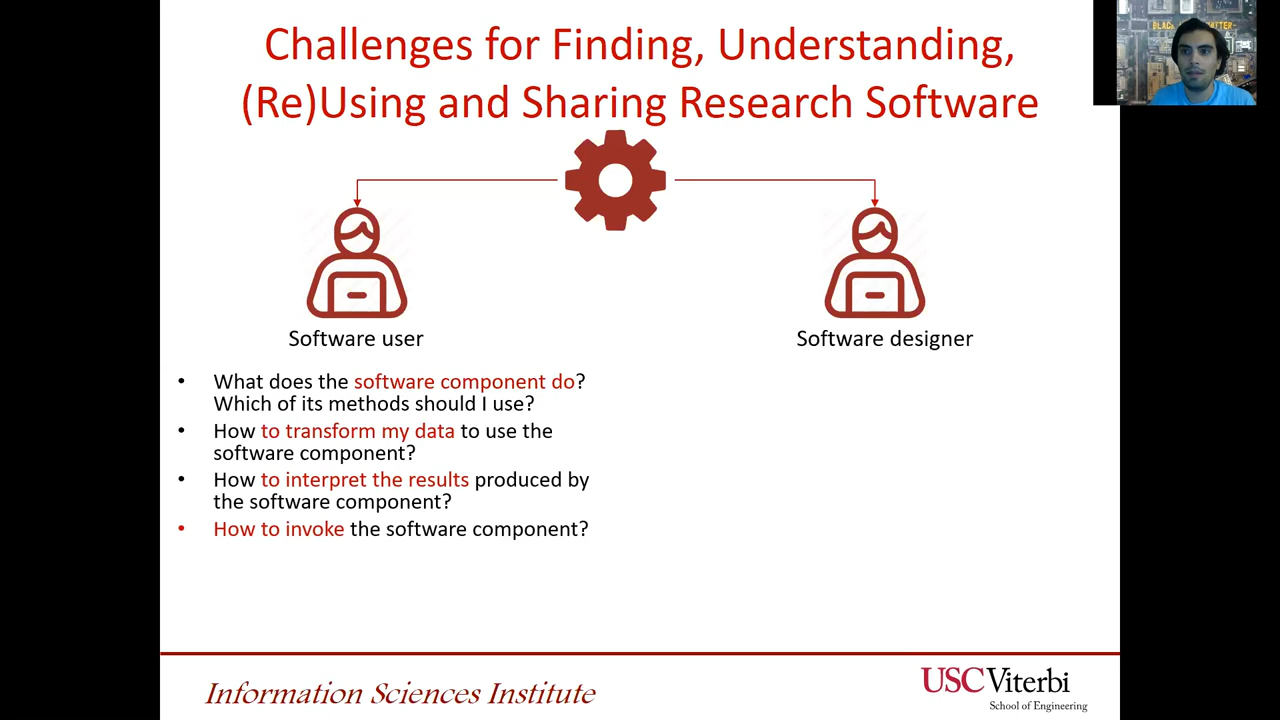 Challenges for Finding, Understanding,
(Re)Using and Sharing Research Software
Software user
Software designer
• What does the software component do?
Which of its methods should I use?
• How to transform my data to use the
software component?
• How to interpret the results produced by
the software component?
• How to invoke the software component?
Information Sciences Institute
USC Viterbi
School of Engineering